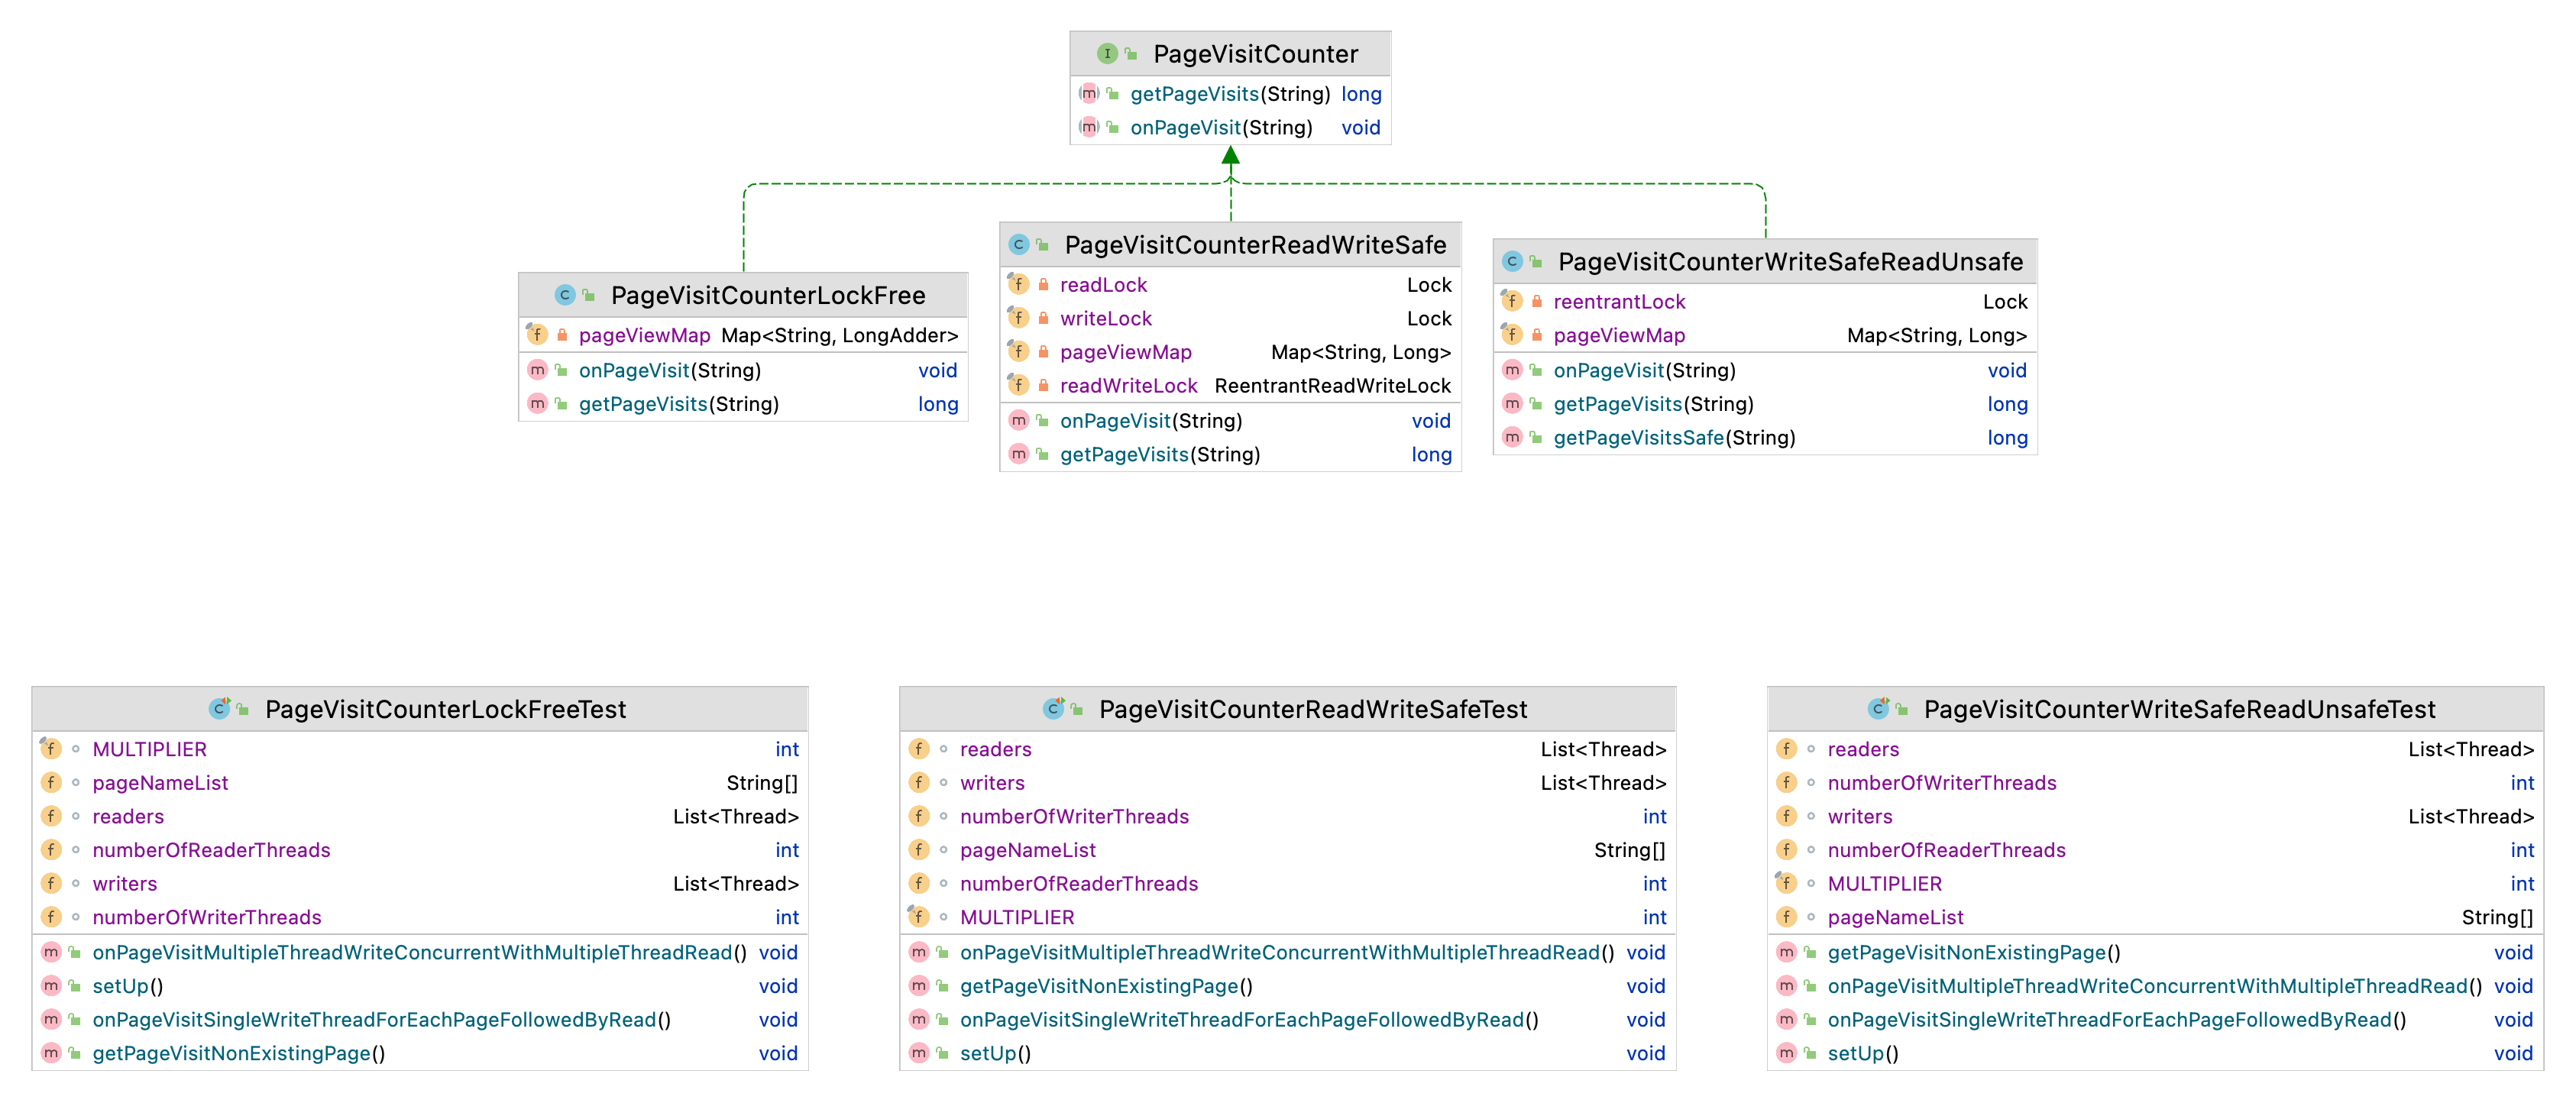 PageVisitCounter
getPageVisits(String) long
onPageVisit(String) void
PageVisitCounterLockFree
pageViewMap Map<String, LongAdder>
onPageVisit(String) void
getPageVisits(String) long
PageVisitCounterReadWriteSafe
readLock Lock
writeLock Lock
pageViewMap Map<String, Long>
readWriteLock ReentrantReadWriteLock
onPageVisit(String) void
getPageVisits(String) long
PageVisitCounterWriteSafeReadUnsafe
reentrantLock Lock
pageViewMap Map<String, Long>
onPageVisit(String) void
getPageVisits(String) long
getPageVisitsSafe(String) long
PageVisitCounterLockFreeTest
MULTIPLIER int
pageNameList String[]
readers List<Thread>
numberOfReaderThreads int
writers List<Thread>
numberOfWriterThreads int
onPageVisitMultipleThreadWriteConcurrentWithMultipleThreadRead() void
setUp() void
onPageVisitSingleWriteThreadForEachPageFollowedByRead() void
getPageVisitNonExistingPage() void
PageVisitCounterReadWriteSafeTest
readers List<Thread>
writers List<Thread>
numberOfWriterThreads int
pageNameList String[]
numberOfReaderThreads int
MULTIPLIER int
onPageVisitMultipleThreadWriteConcurrentWithMultipleThreadRead() void
getPageVisitNonExistingPage() void
onPageVisitSingleWriteThreadForEachPageFollowedByRead() void
setUp() void
PageVisitCounterWriteSafeReadUnsafeTest
readers List<Thread>
numberOfWriterThreads int
writers List<Thread>
numberOfReaderThreads int
MULTIPLIER int
pageNameList String[]
getPageVisitNonExistingPage() void
onPageVisitMultipleThreadWriteConcurrentWithMultipleThreadRead() void
onPageVisitSingleWriteThreadForEachPageFollowedByRead() void
setUp() void